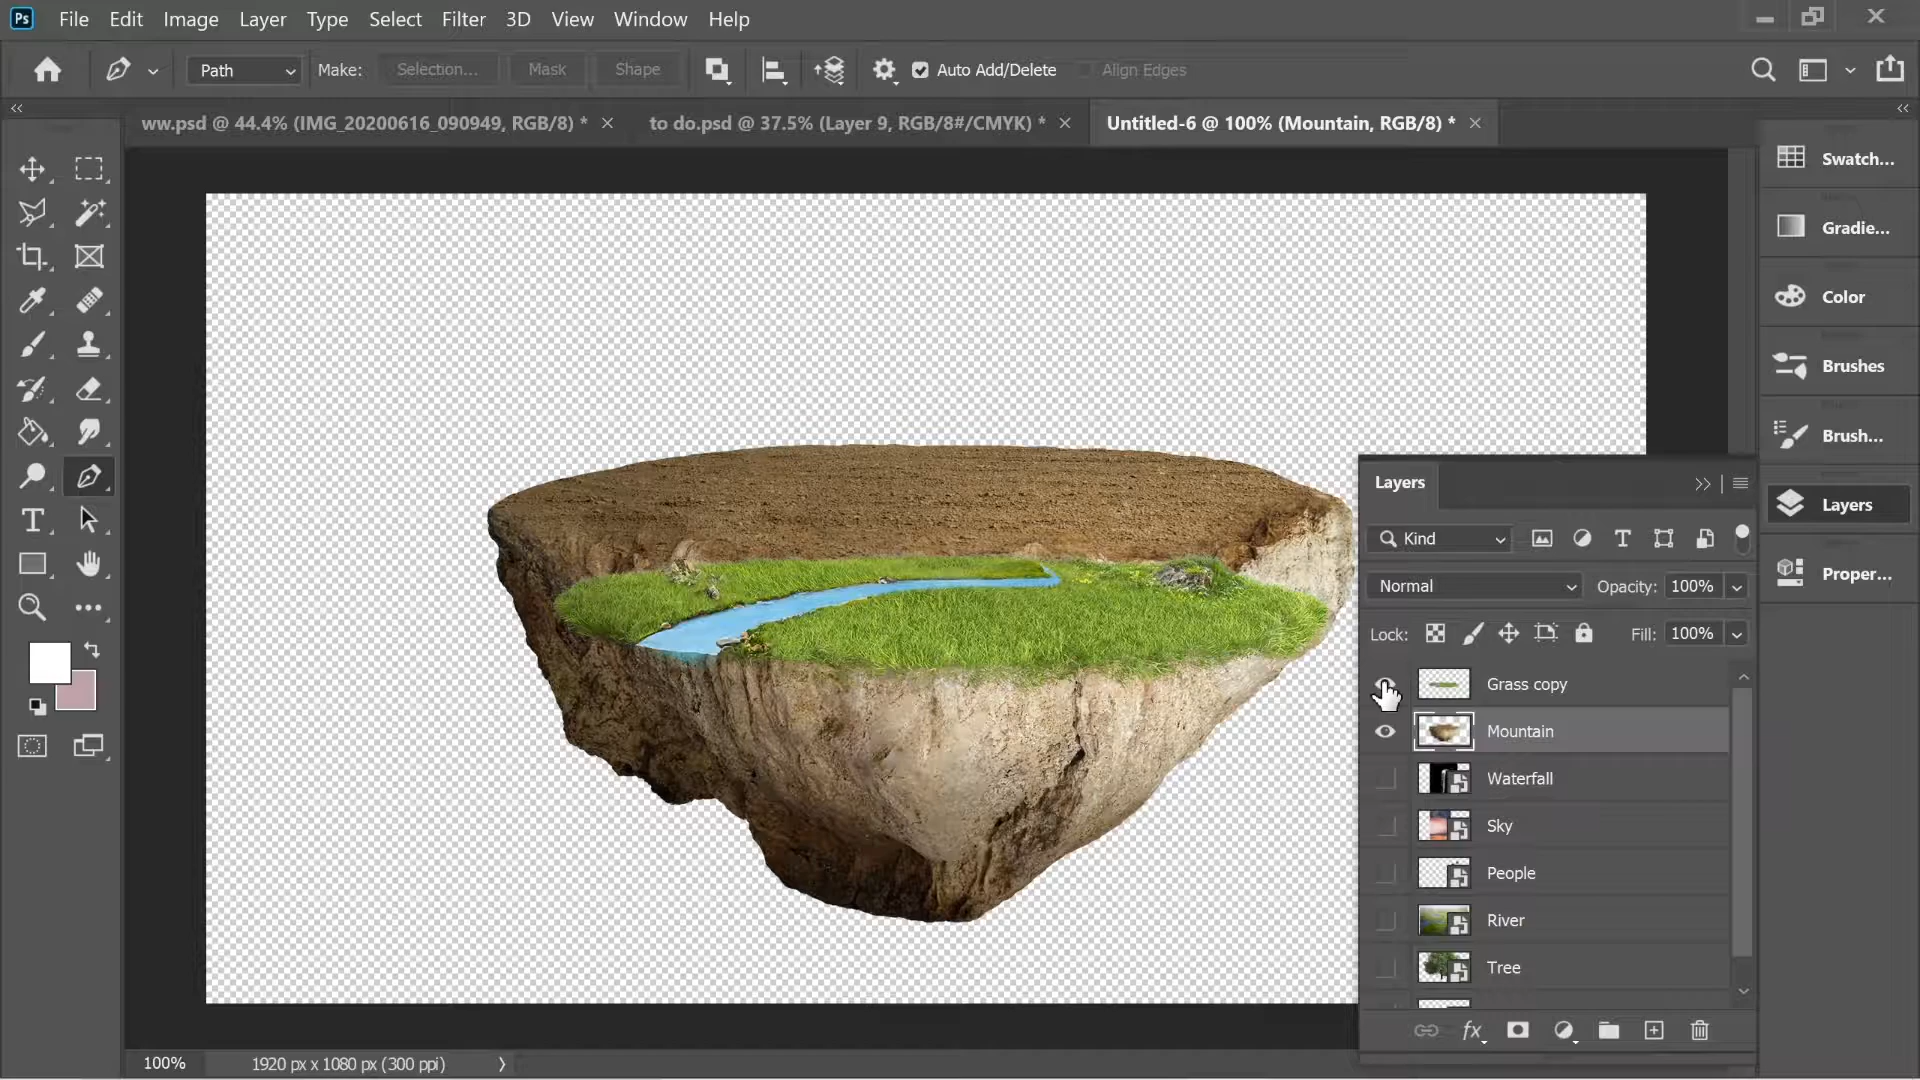 Ps File Edit Image Layer Type Select Filter 3D View Window Help
Path Make: Selection... Mask Shape Auto Add/Delete Align Edges
ww.psd @ 44.4% (IMG_20200616_090949, RGB/8) * to do.psd @ 37.5% (Layer 9, RGB/8#/CMYK) * Untitled-6 @ 100% (Mountain, RGB/8) *
Swatch...
Gradie...
Color
Brushes
Brush...
Layers
Proper...
Layers
Kind
Normal Opacity: 100%
Lock: Fill: 100%
Grass copy
Mountain
Waterfall
Sky
People
River
Tree
fx
100% 1920 px x 1080 px (300 ppi)